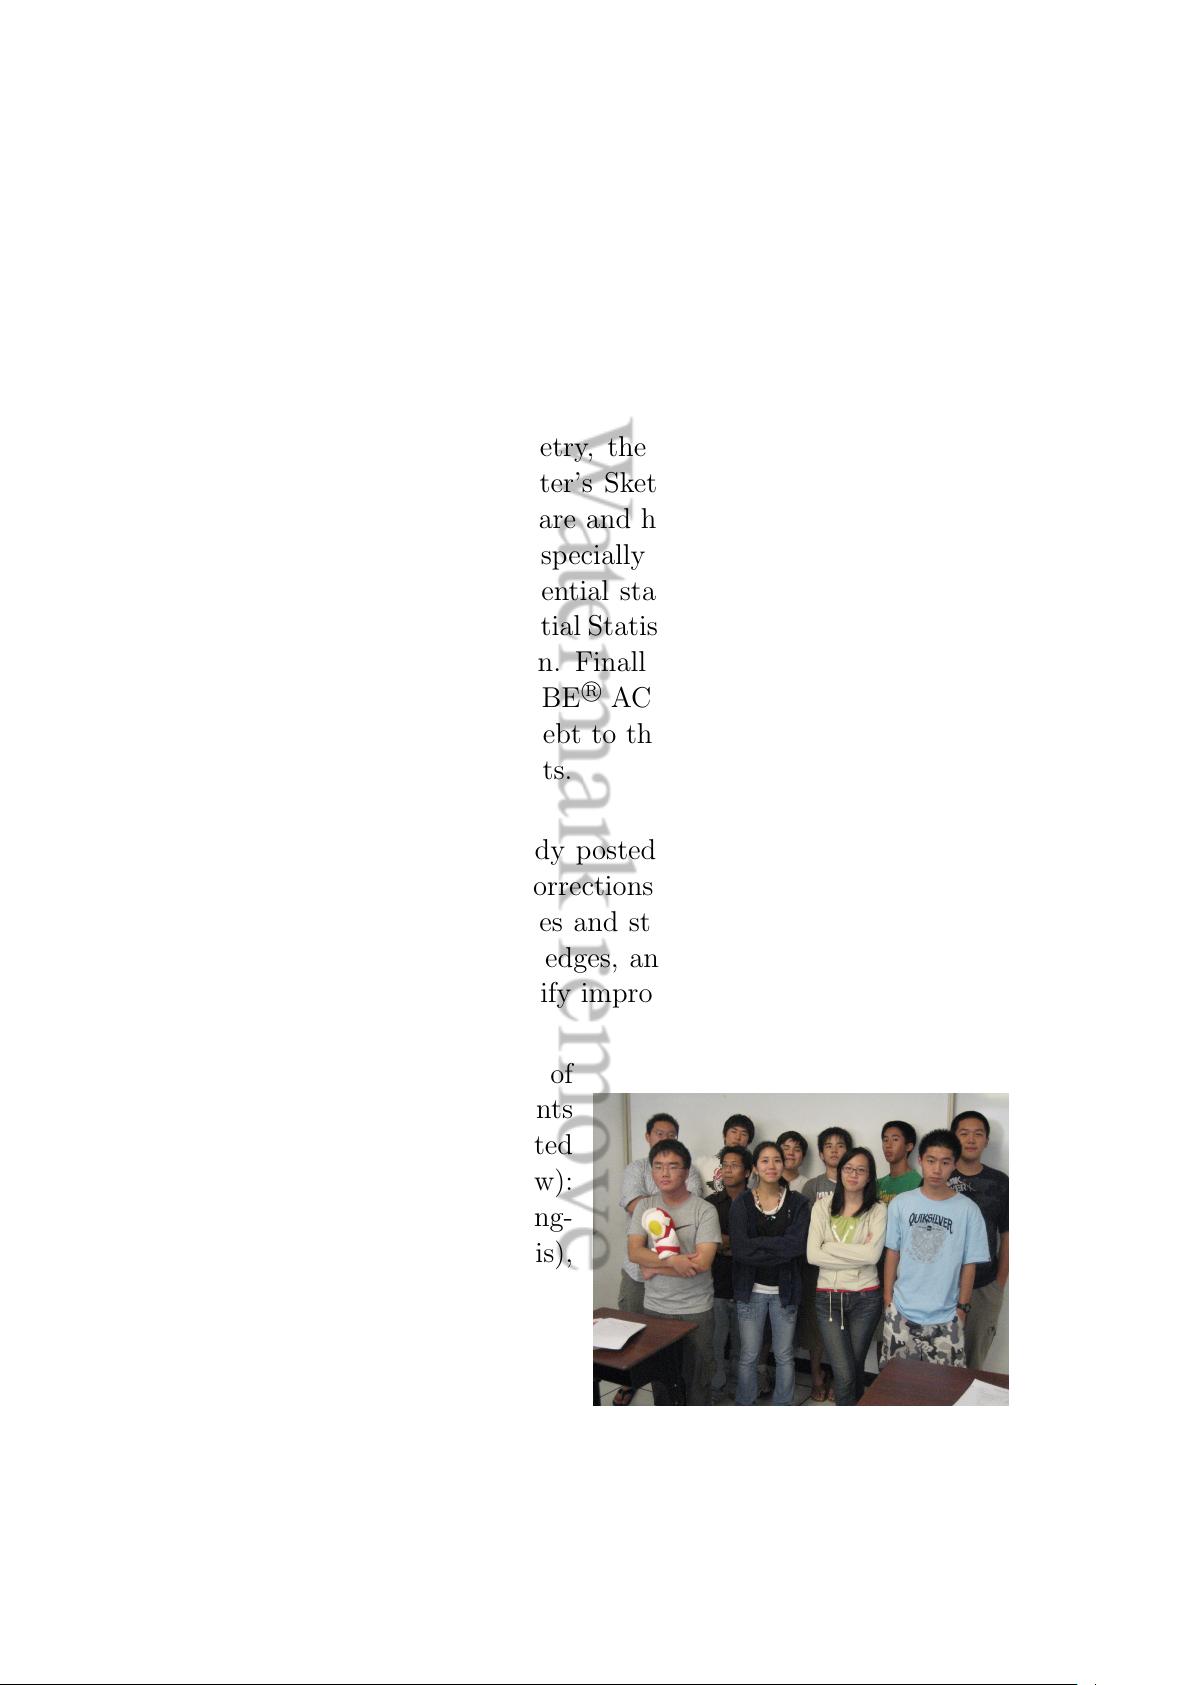 etry, the
ter's Sket
are and h
specially
ential sta
tial Statis
n. Finall
BE® AC
ebt to th
ts.
dy posted
orrections
es and st
edges, an
ify impro
of
nts
ted
w):
ng-
is),
Watermark remove
QUIKSILVER